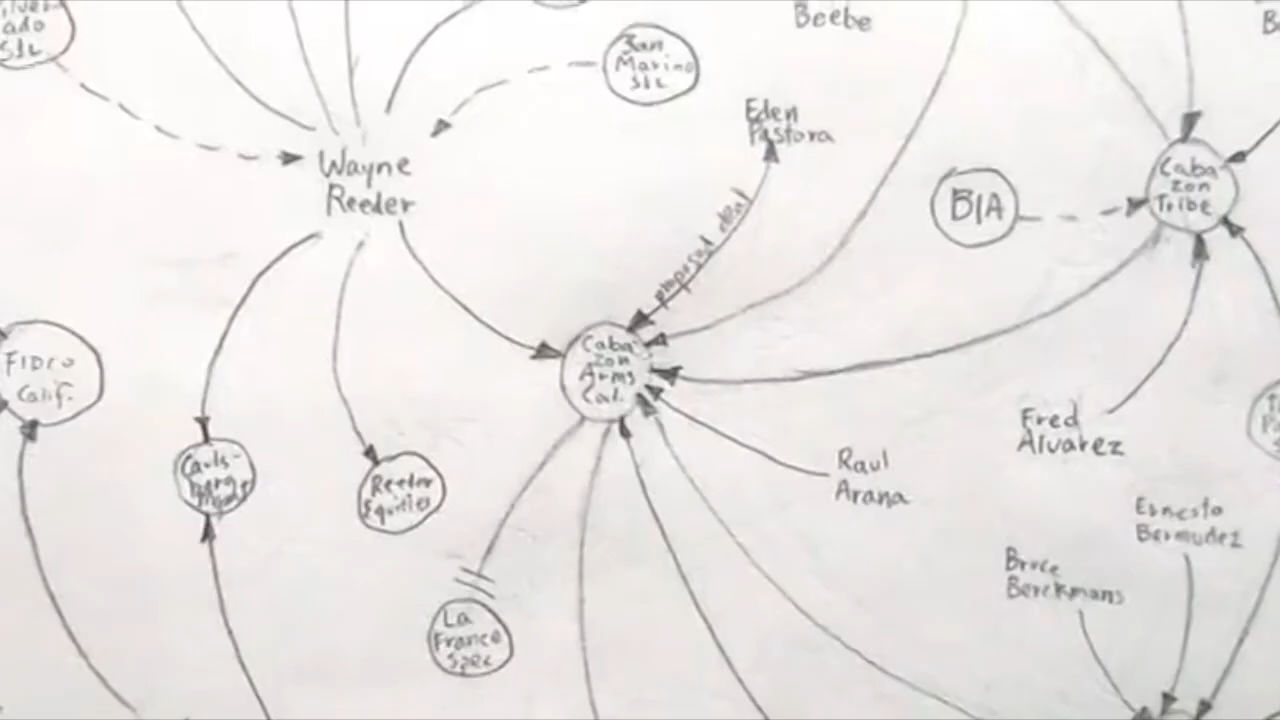 ado
S&L
San
Marino
S&L
Beebe
Eden
Pastora
Wayne
Reeder
BIA
Caba
zon
Tribe
proposed deal
Caba-
zon
Arms
Cal.
FIDCO
Calif.
Reeder
Equities
Fred
Alvarez
Raul
Arana
Ernesto
Bermudez
Bruce
Berckmans
La
France
Spec